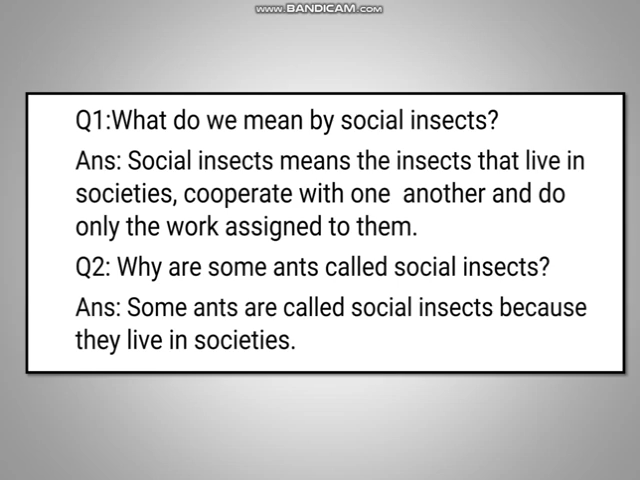 WWW.BANDICAM.COM
Q1:What do we mean by social insects?
Ans: Social insects means the insects that live in
societies, cooperate with one  another and do
only the work assigned to them.
Q2: Why are some ants called social insects?
Ans: Some ants are called social insects because
they live in societies.